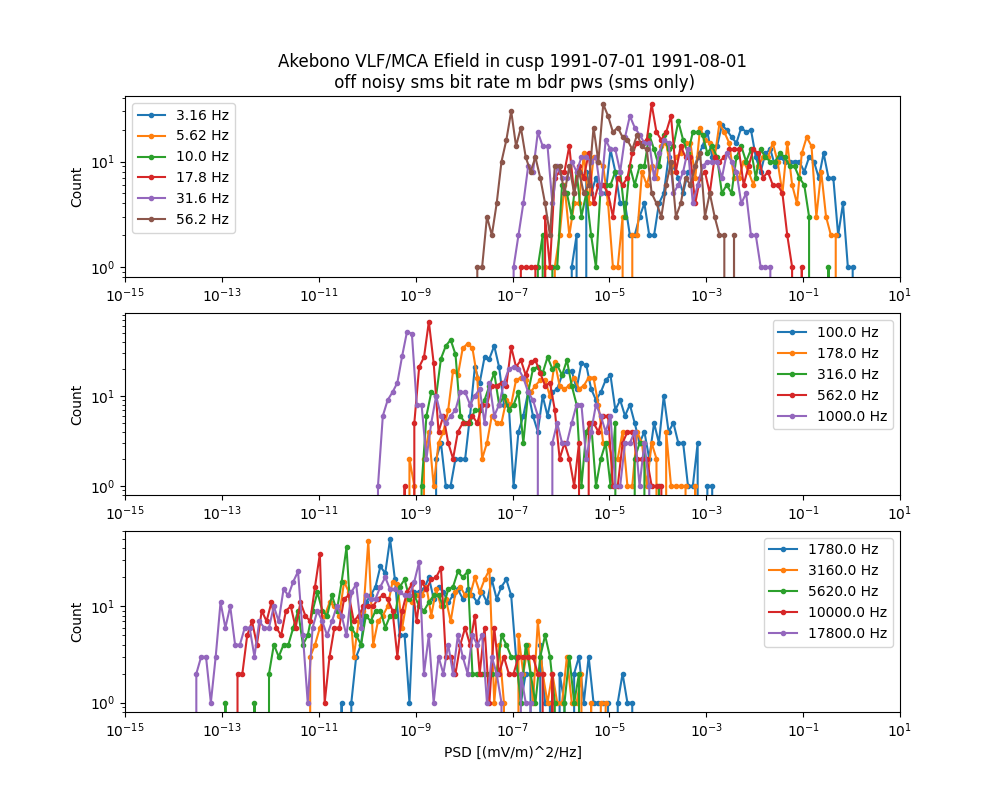 Akebono VLF/MCA Efield in cusp 1991-07-01 1991-08-01
off noisy sms bit rate m bdr pws (sms only)
3.16 Hz
5.62 Hz
10.0 Hz
17.8 Hz
31.6 Hz
56.2 Hz
Count
10^1
10^0
10^-15 10^-13 10^-11 10^-9 10^-7 10^-5 10^-3 10^-1 10^1
100.0 Hz
178.0 Hz
316.0 Hz
562.0 Hz
1000.0 Hz
Count
10^1
10^0
10^-15 10^-13 10^-11 10^-9 10^-7 10^-5 10^-3 10^-1 10^1
1780.0 Hz
3160.0 Hz
5620.0 Hz
10000.0 Hz
17800.0 Hz
Count
10^1
10^0
10^-15 10^-13 10^-11 10^-9 10^-7 10^-5 10^-3 10^-1 10^1
PSD [(mV/m)^2/Hz]